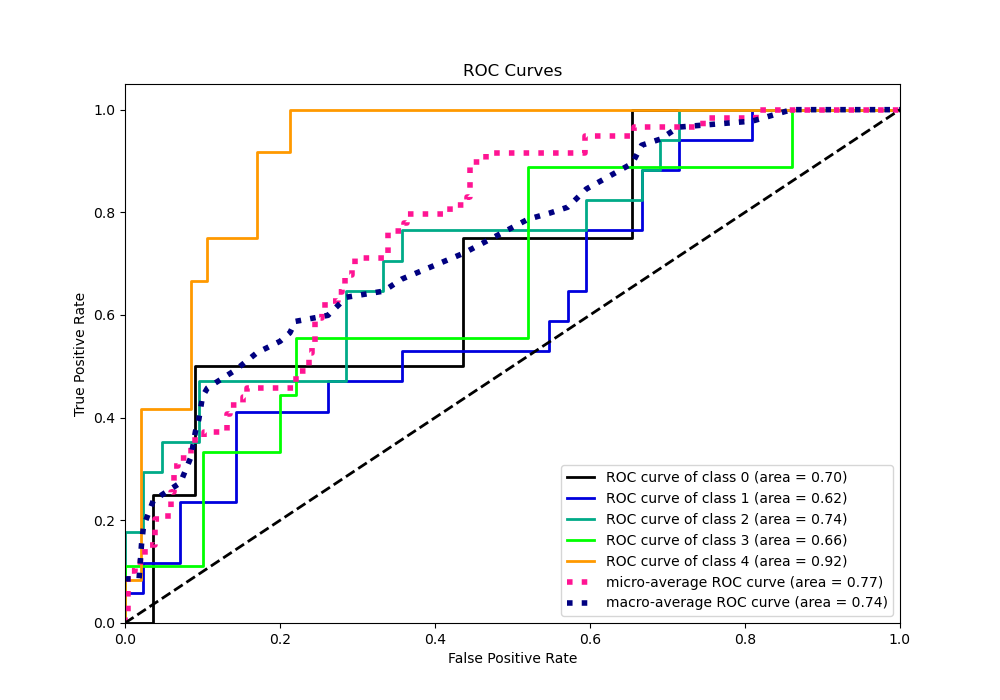 ROC Curves
True Positive Rate
1.0
0.8
0.6
0.4
0.2
0.0
0.0 0.2 0.4 0.6 0.8 1.0
False Positive Rate
ROC curve of class 0 (area = 0.70)
ROC curve of class 1 (area = 0.62)
ROC curve of class 2 (area = 0.74)
ROC curve of class 3 (area = 0.66)
ROC curve of class 4 (area = 0.92)
micro-average ROC curve (area = 0.77)
macro-average ROC curve (area = 0.74)